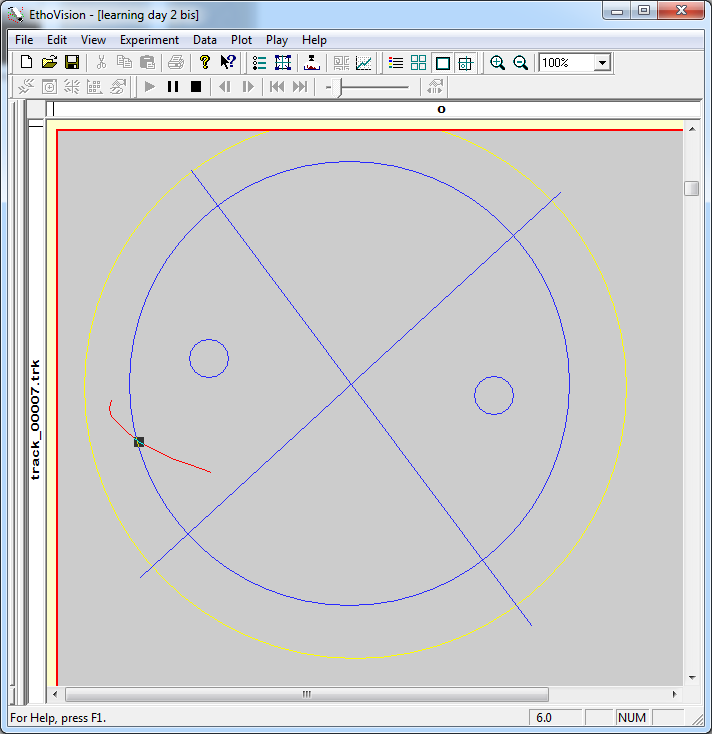 EthoVision - [learning day 2 bis]
File Edit View Experiment Data Plot Play Help
100%
0
track_00007.trk
For Help, press F1.
6.0
NUM